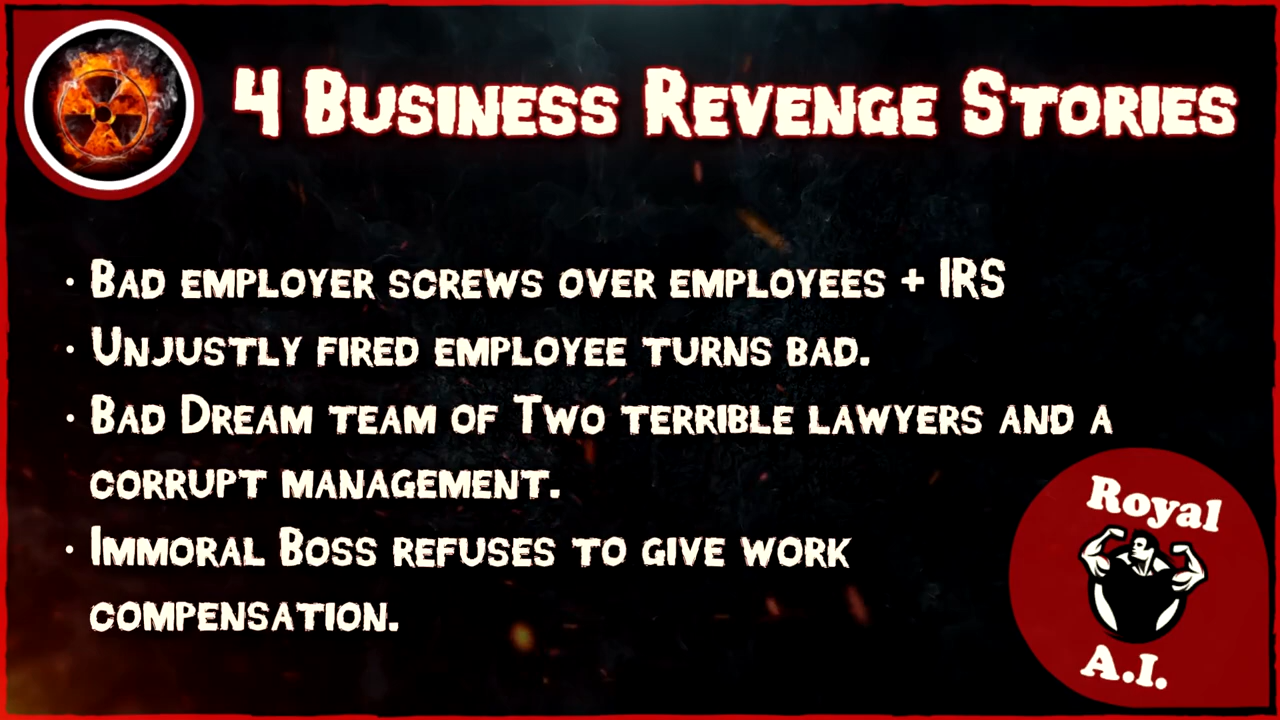 4 Business Revenge Stories
• Bad employer screws over employees + IRS
• Unjustly fired employee turns bad.
• Bad Dream team of Two terrible lawyers and a
corrupt management.
• Immoral Boss refuses to give work
compensation.
Royal
A.I.